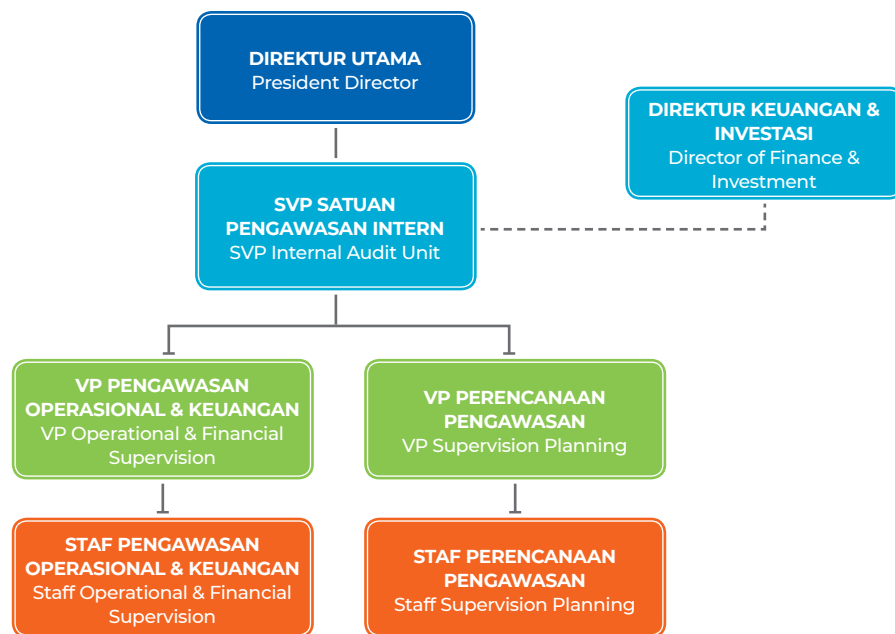 DIREKTUR UTAMA
President Director
DIREKTUR KEUANGAN &
INVESTASI
Director of Finance &
Investment
SVP SATUAN
PENGAWASAN INTERN
SVP Internal Audit Unit
VP PENGAWASAN
OPERASIONAL & KEUANGAN
VP Operational & Financial
Supervision
VP PERENCANAAN
PENGAWASAN
VP Supervision Planning
STAF PENGAWASAN
OPERASIONAL & KEUANGAN
Staff Operational & Financial
Supervision
STAF PERENCANAAN
PENGAWASAN
Staff Supervision Planning